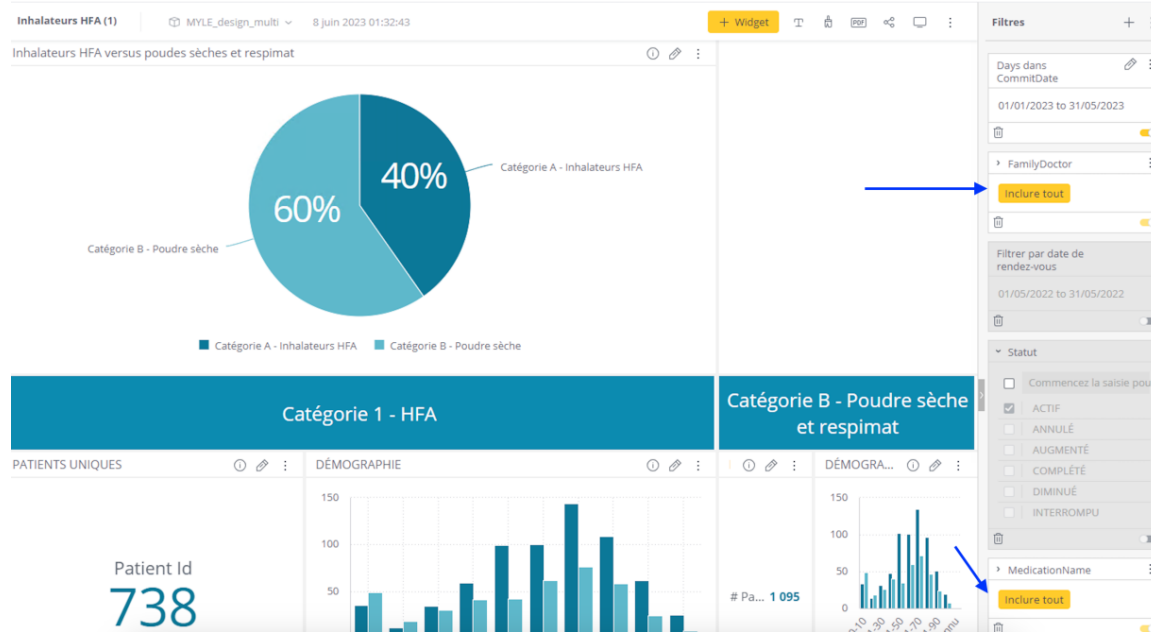 Inhalateurs HFA (1)
MYLE_design_multi
8 juin 2023 01:32:43
+ Widget
PDF
Filtres
Inhalateurs HFA versus poudes sèches et respimat
40%
60%
Catégorie A - Inhalateurs HFA
Catégorie B - Poudre sèche
Catégorie A - Inhalateurs HFA
Catégorie B - Poudre sèche
Catégorie 1 - HFA
Catégorie B - Poudre sèche
et respimat
PATIENTS UNIQUES
Patient Id
738
DÉMOGRAPHIE
150
100
50
# Pa... 1 095
DÉMOGRA...
150
100
50
0
Days dans
CommitDate
01/01/2023 to 31/05/2023
FamilyDoctor
Inclure tout
Filtrer par date de
rendez-vous
01/05/2022 to 31/05/2022
Statut
Commencez la saisie pou
ACTIF
ANNULÉ
AUGMENTÉ
COMPLÉTÉ
DIMINUÉ
INTERROMPU
MedicationName
Inclure tout